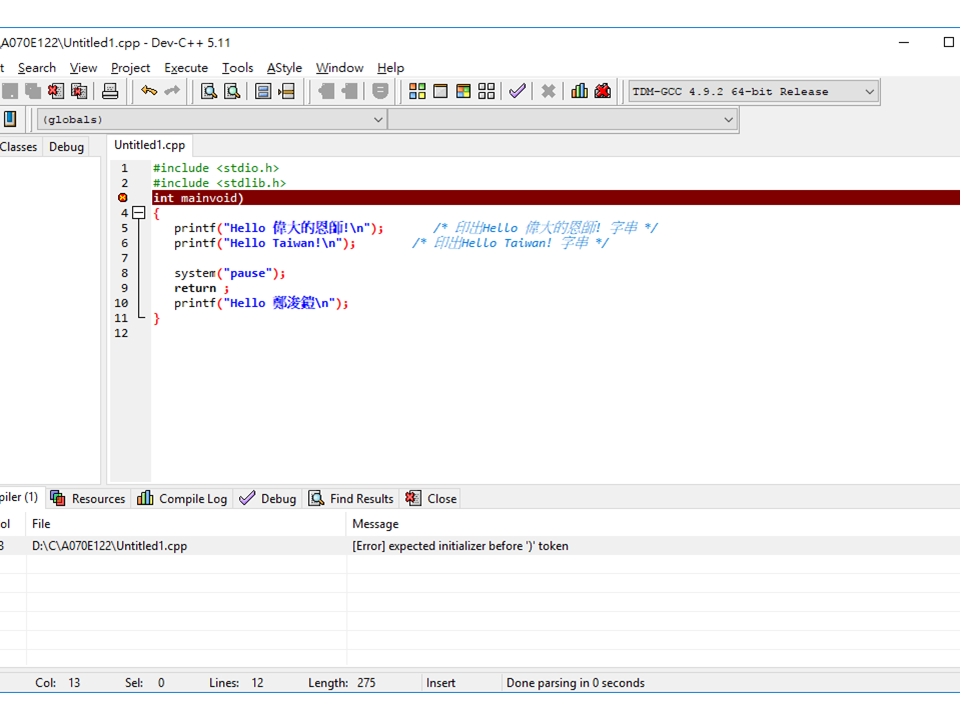 \A070E122\Untitled1.cpp - Dev-C++ 5.11
t Search View Project Execute Tools AStyle Window Help
TDM-GCC 4.9.2 64-bit Release
(globals)
Classes Debug Untitled1.cpp
1 #include <stdio.h>
2 #include <stdlib.h>
int mainvoid)
4 {
5 printf("Hello 偉大的恩師!\n"); /* 印出Hello 偉大的恩師! 字串 */
6 printf("Hello Taiwan!\n"); /* 印出Hello Taiwan! 字串 */
7
8 system("pause");
9 return ;
10 printf("Hello 鄭浚鎧\n");
11 }
12
piler (1) Resources Compile Log Debug Find Results Close
ol File Message
3 D:\C\A070E122\Untitled1.cpp [Error] expected initializer before ')' token
Col: 13 Sel: 0 Lines: 12 Length: 275 Insert Done parsing in 0 seconds